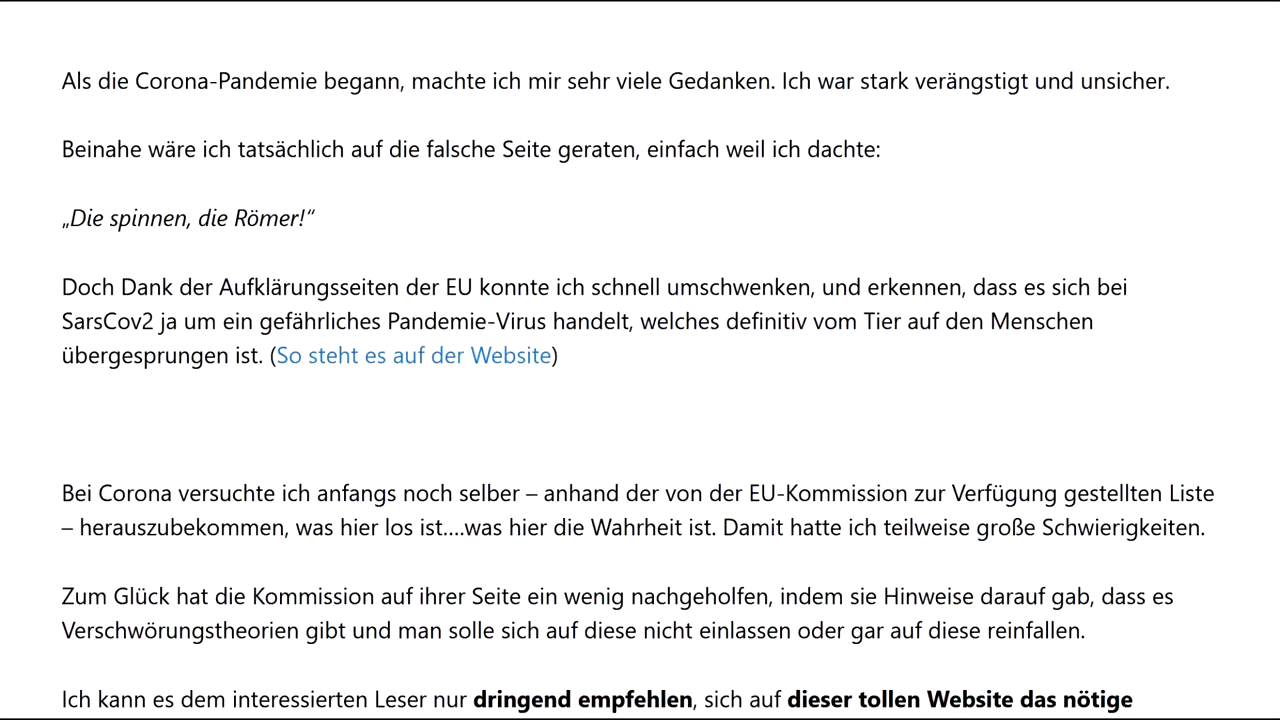 Als die Corona-Pandemie begann, machte ich mir sehr viele Gedanken. Ich war stark verängstigt und unsicher.
Beinahe wäre ich tatsächlich auf die falsche Seite geraten, einfach weil ich dachte:
„Die spinnen, die Römer!“
Doch Dank der Aufklärungsseiten der EU konnte ich schnell umschwenken, und erkennen, dass es sich bei
SarsCov2 ja um ein gefährliches Pandemie-Virus handelt, welches definitiv vom Tier auf den Menschen
übergesprungen ist. (So steht es auf der Website)
Bei Corona versuchte ich anfangs noch selber – anhand der von der EU-Kommission zur Verfügung gestellten Liste
– herauszubekommen, was hier los ist….was hier die Wahrheit ist. Damit hatte ich teilweise große Schwierigkeiten.
Zum Glück hat die Kommission auf ihrer Seite ein wenig nachgeholfen, indem sie Hinweise darauf gab, dass es
Verschwörungstheorien gibt und man solle sich auf diese nicht einlassen oder gar auf diese reinfallen.
Ich kann es dem interessierten Leser nur dringend empfehlen, sich auf dieser tollen Website das nötige